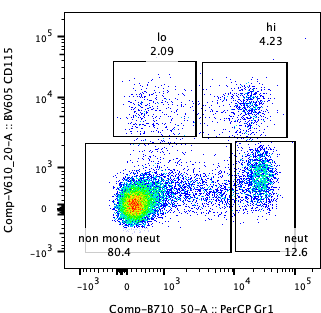 lo
2.09
hi
4.23
non mono neut
80.4
neut
12.6
10^5
10^4
10^3
0
-10^3
-10^3
0
10^3
10^4
10^5
Comp-V610_20-A :: BV605 CD115
Comp-B710_50-A :: PerCP Gr1